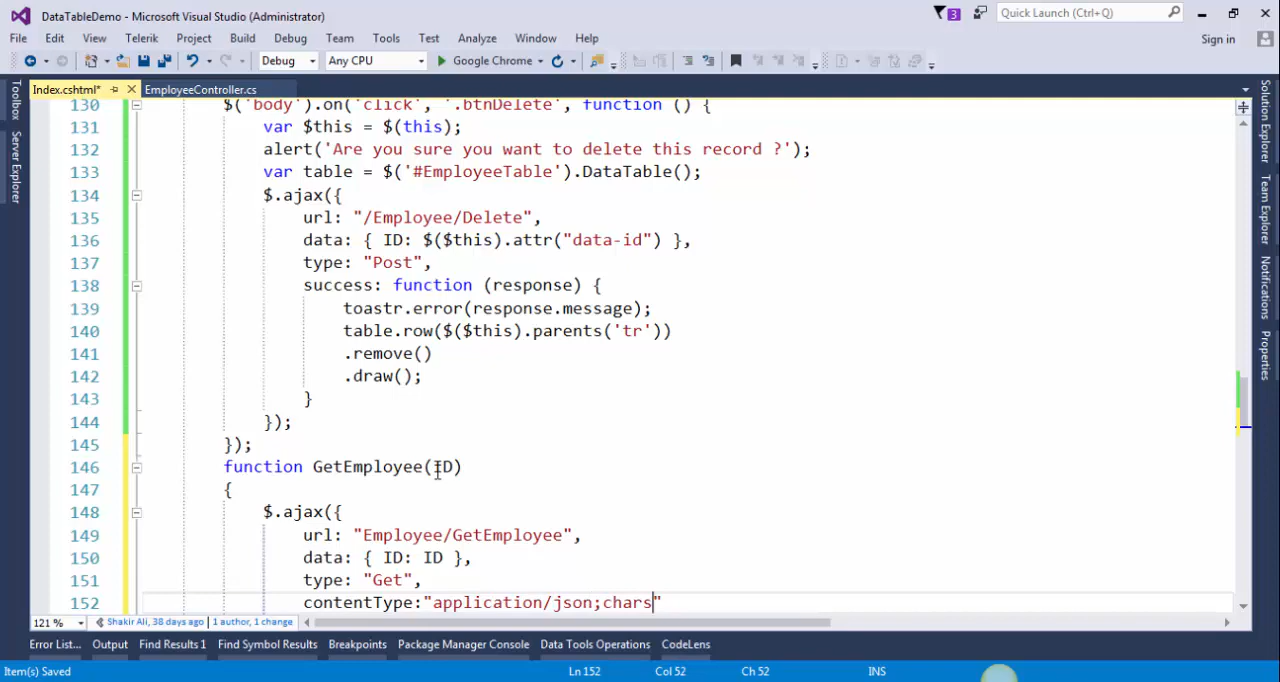 DataTableDemo - Microsoft Visual Studio (Administrator)
3
Quick Launch (Ctrl+Q)
File Edit View Telerik Project Build Debug Team Tools Test Analyze Window Help
Sign in
Debug Any CPU Google Chrome
Index.cshtml* EmployeeController.cs
Toolbox
Server Explorer
Solution Explorer
Team Explorer
Notifications
Properties
130 $('body').on('click', '.btnDelete', function () {
131 var $this = $(this);
132 alert('Are you sure you want to delete this record ?');
133 var table = $('#EmployeeTable').DataTable();
134 $.ajax({
135 url: "/Employee/Delete",
136 data: { ID: $($this).attr("data-id") },
137 type: "Post",
138 success: function (response) {
139 toastr.error(response.message);
140 table.row($($this).parents('tr'))
141 .remove()
142 .draw();
143 }
144 });
145 });
146 function GetEmployee(ID)
147 {
148 $.ajax({
149 url: "Employee/GetEmployee",
150 data: { ID: ID },
151 type: "Get",
152 contentType:"application/json;chars"
121 % Shakir Ali, 38 days ago | 1 author, 1 change
Error List... Output Find Results 1 Find Symbol Results Breakpoints Package Manager Console Data Tools Operations CodeLens
Item(s) Saved Ln 152 Col 52 Ch 52 INS